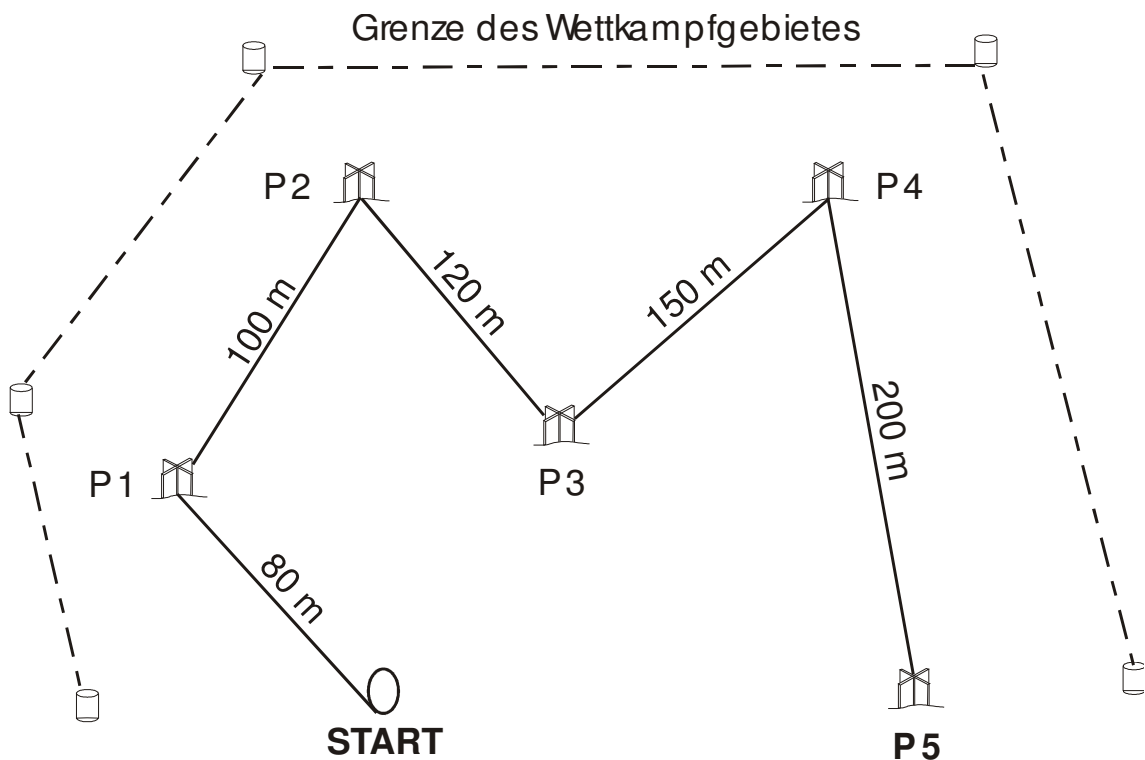 Grenze des Wettkampfgebietes
P2
P4
120 m
150 m
100 m
200 m
P1
P3
80 m
START
P5